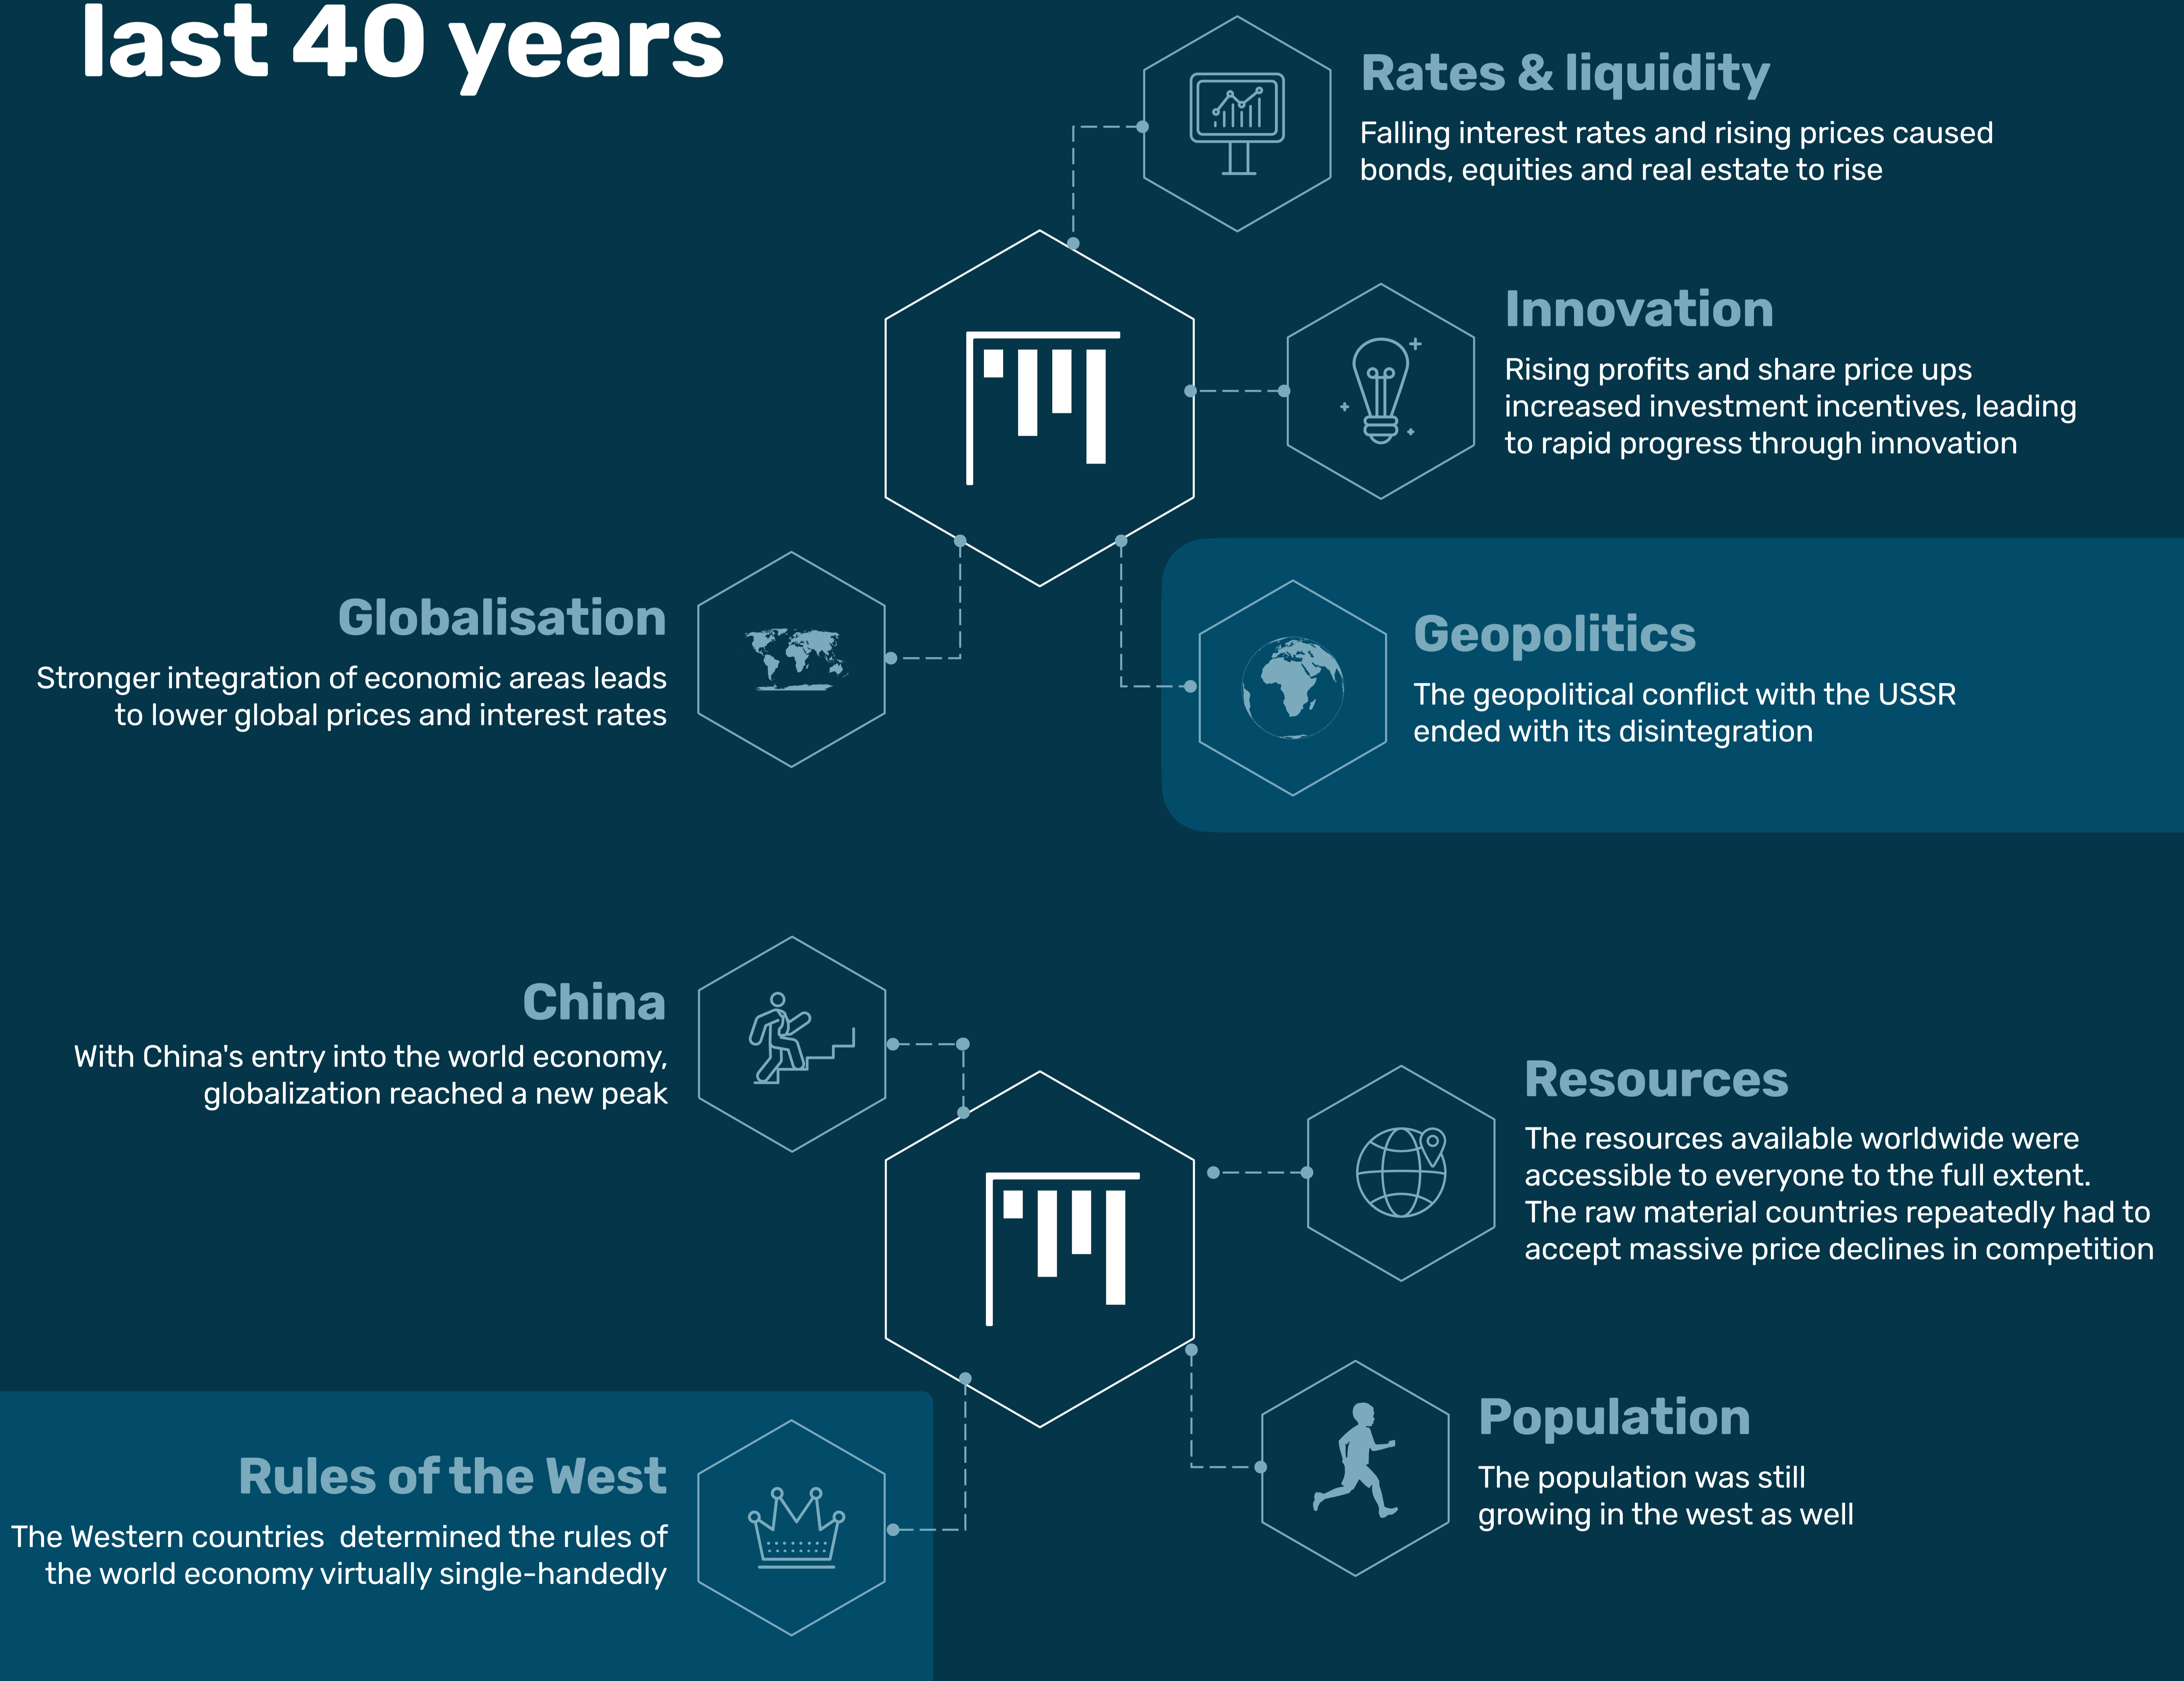 last 40 years
Rates & liquidity
Falling interest rates and rising prices caused
bonds, equities and real estate to rise
Innovation
Rising profits and share price ups
increased investment incentives, leading
to rapid progress through innovation
Globalisation
Stronger integration of economic areas leads
to lower global prices and interest rates
Geopolitics
The geopolitical conflict with the USSR
ended with its disintegration
China
With China's entry into the world economy,
globalization reached a new peak
Resources
The resources available worldwide were
accessible to everyone to the full extent.
The raw material countries repeatedly had to
accept massive price declines in competition
Rules of the West
The Western countries  determined the rules of
the world economy virtually single-handedly
Population
The population was still
growing in the west as well